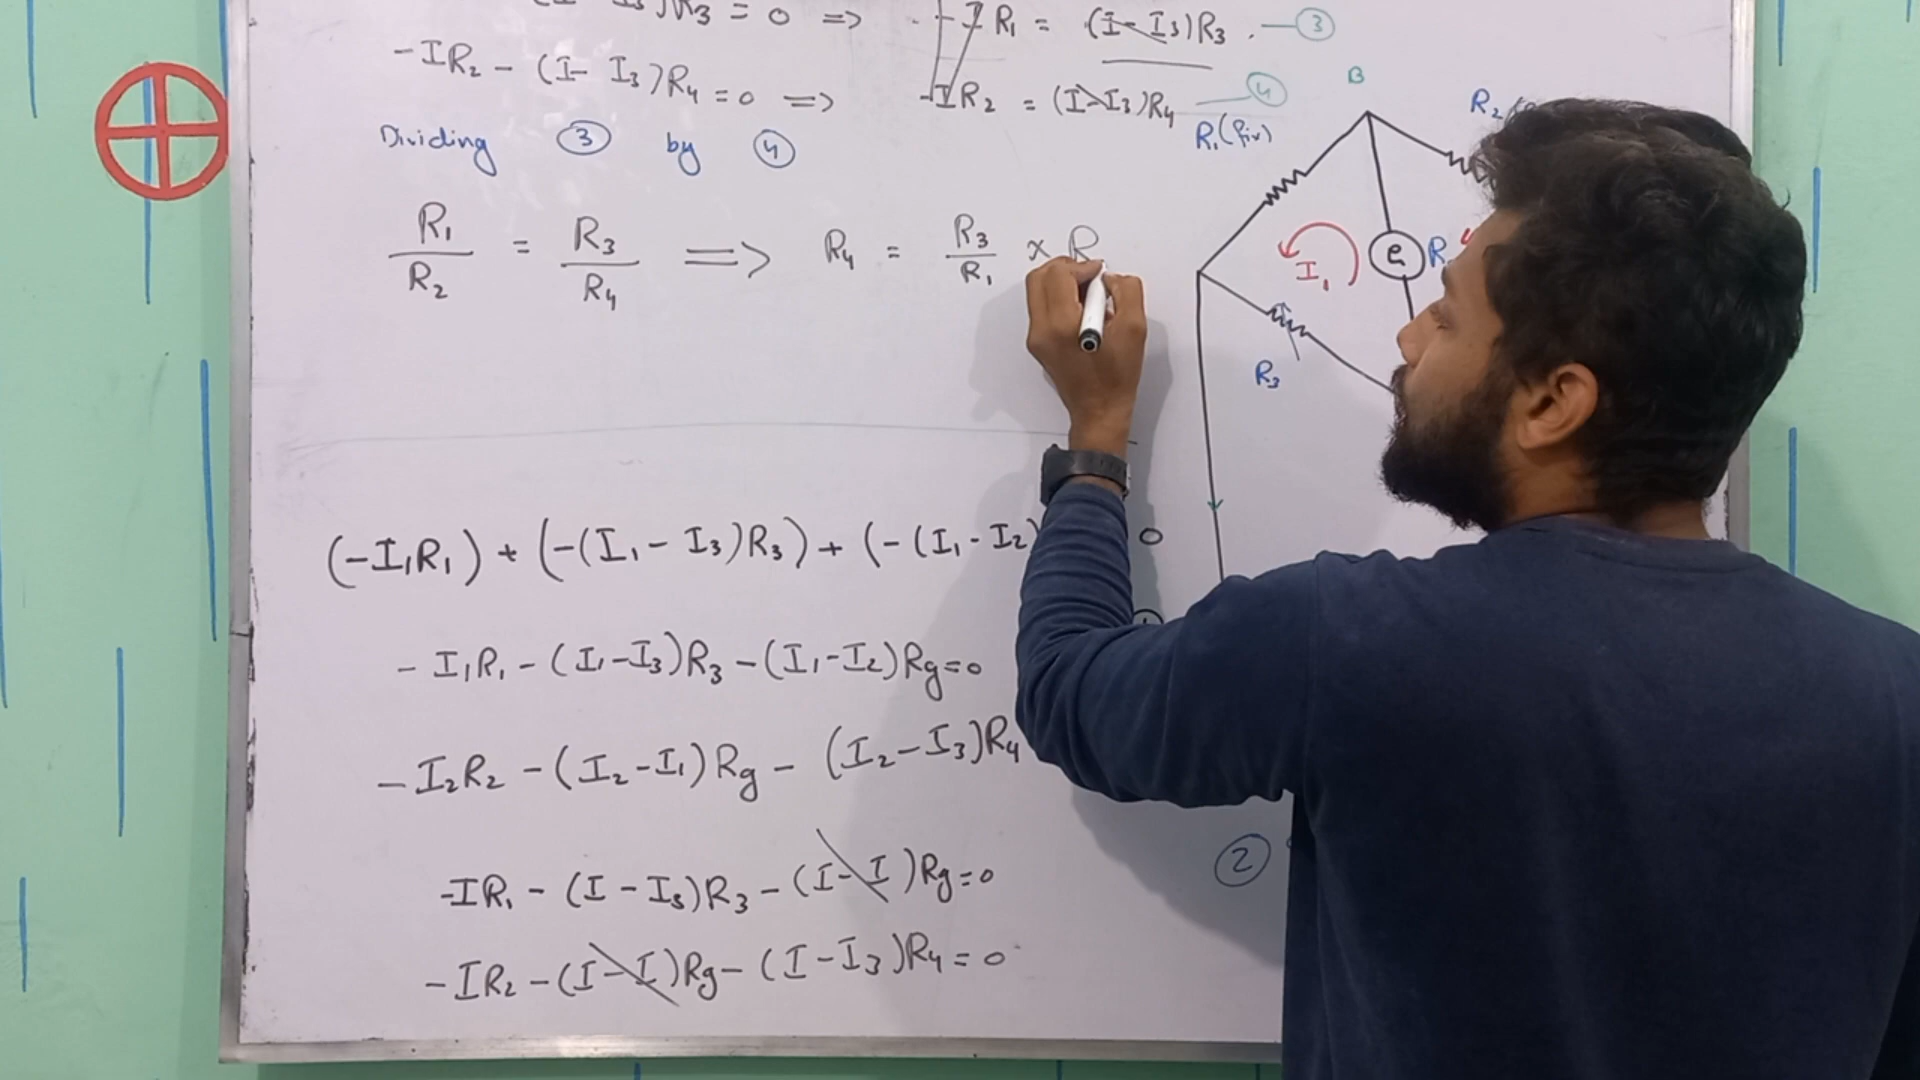 R3 = 0 => -IR1 = (I-I3)R3. — 3
-IR2 - (I- I3)R4 = 0 => -IR2 = (I-I3)R4 — 4
Dividing 3 by 4
R1/R2 = R3/R4 => R4 = R3/R1 × R
B
R1(fix)
R2
I1
R3
(-I1R1) + (-(I1 - I3)R3) + (-(I1 - I2) 0
- I1R1 - (I1-I3)R3 - (I1-I2)Rg=0
- I2R2 - (I2-I1)Rg - (I2-I3)R4
2
-IR1 - (I - I3)R3 - (I-I)Rg=0
-IR2 - (I-I)Rg - (I-I3)R4 = 0